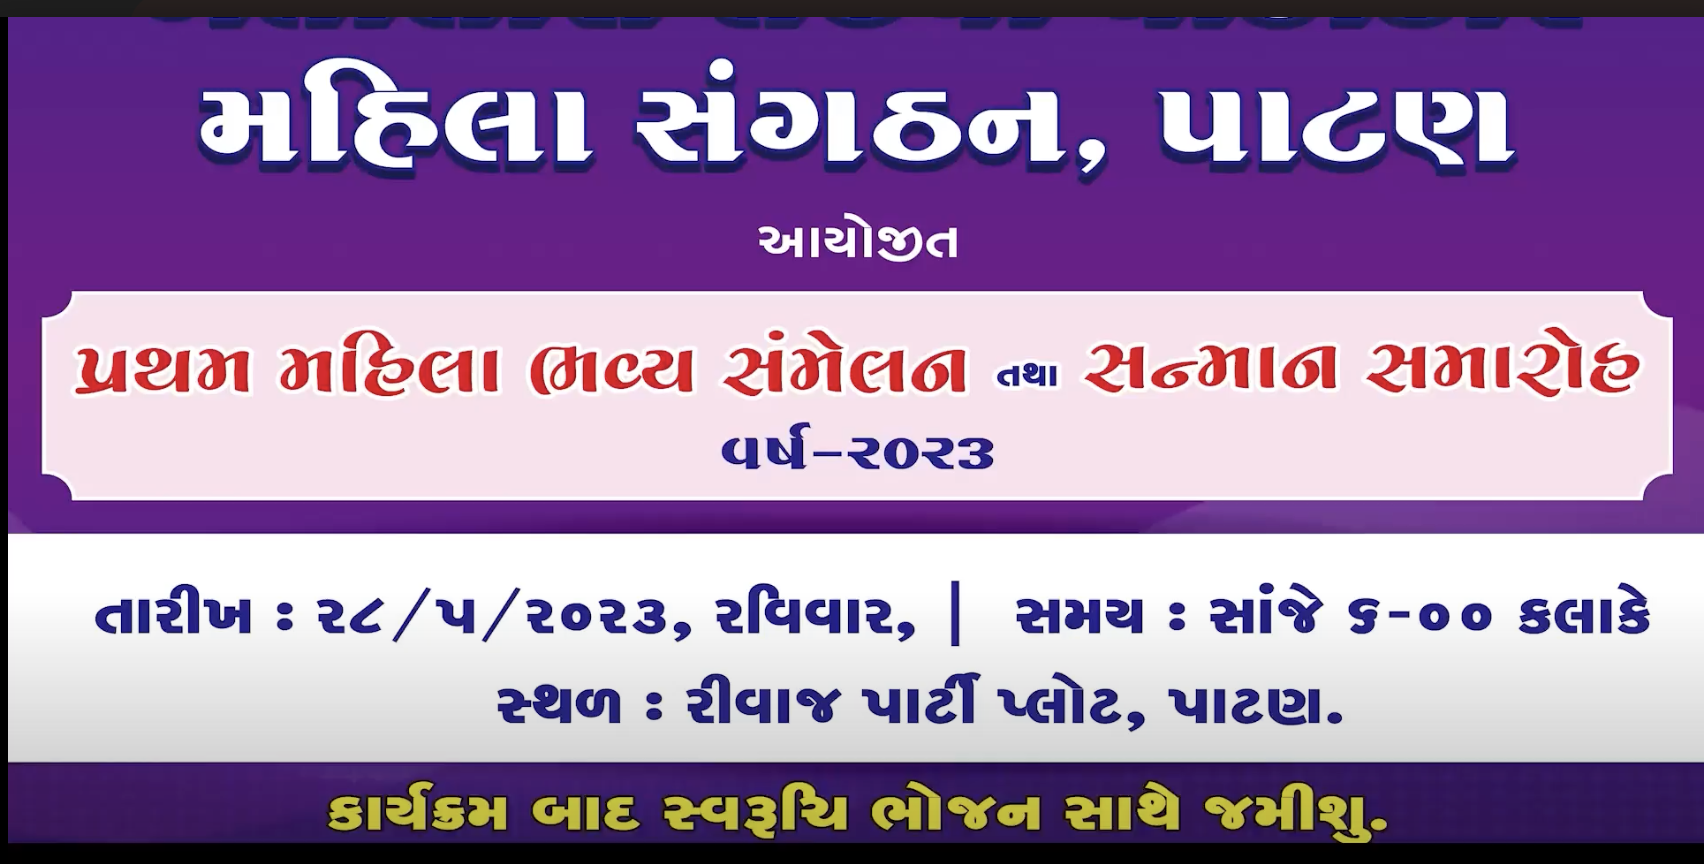 મહિલા સંગઠન, પાટણ
આયોજીત
પ્રથમ મહિલા ભવ્ય સંમેલન તથા સન્માન સમારોહ
વર્ષ-૨૦૨૩
તારીખ : ૨૮/૫/૨૦૨૩, રવિવાર, | સમય : સાંજે ૬-૦૦ કલાકે
સ્થળ : રીવાજ પાર્ટી પ્લોટ, પાટણ.
કાર્યક્રમ બાદ સ્વરૂચિ ભોજન સાથે જમીશુ.